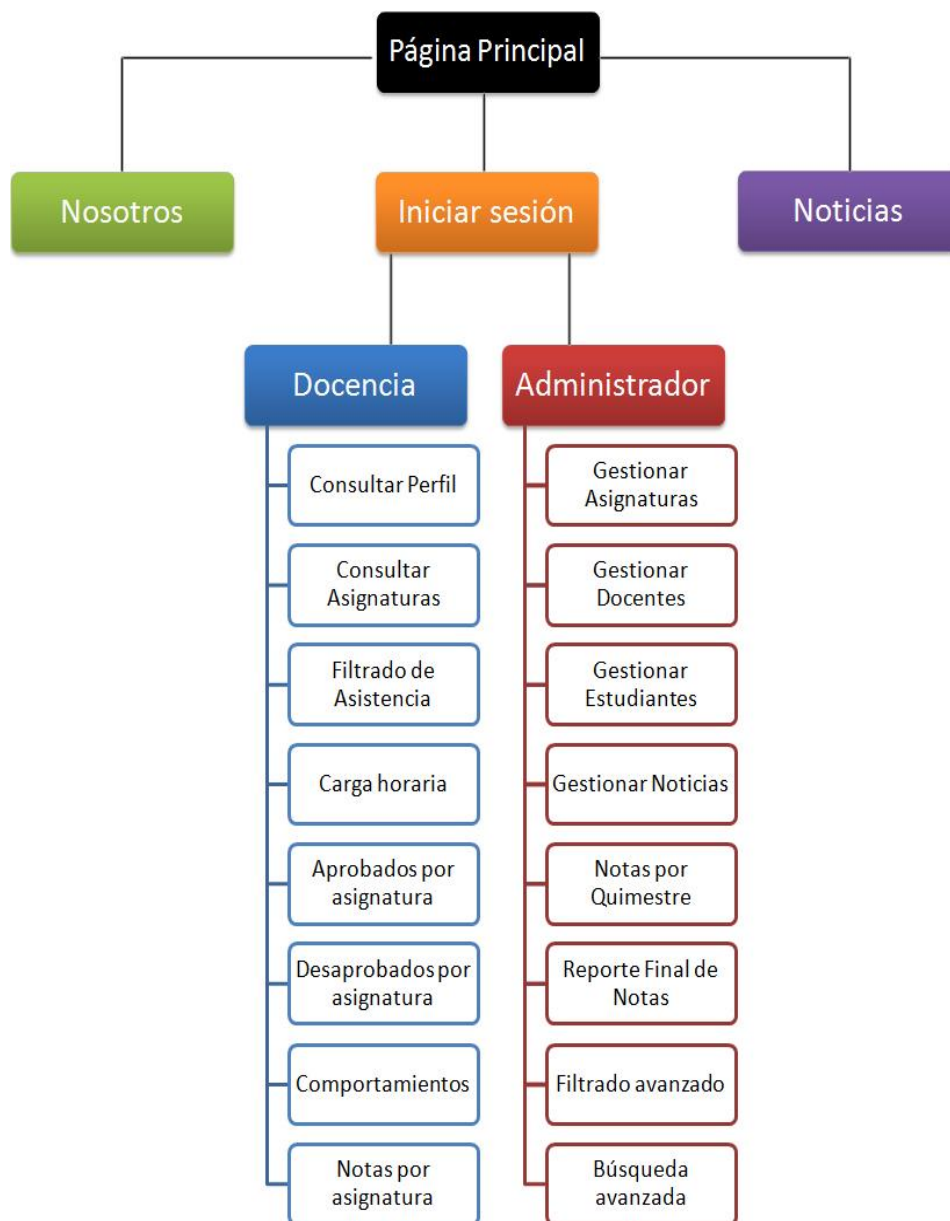 Página Principal
Nosotros
Iniciar sesión
Noticias
Docencia
Administrador
Consultar Perfil
Consultar
Asignaturas
Filtrado de
Asistencia
Carga horaria
Aprobados por
asignatura
Desaprobados por
asignatura
Comportamientos
Notas por
asignatura
Gestionar
Asignaturas
Gestionar
Docentes
Gestionar
Estudiantes
Gestionar Noticias
Notas por
Quimestre
Reporte Final de
Notas
Filtrado avanzado
Búsqueda
avanzada